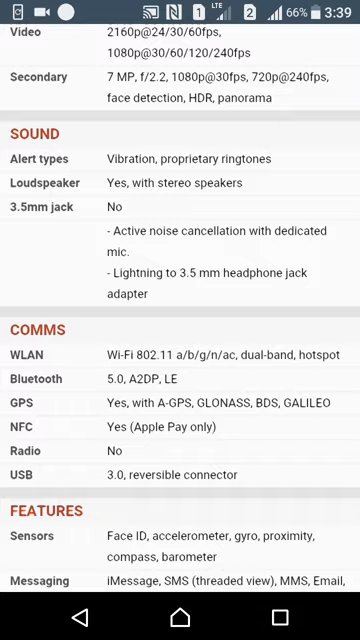 1 LTE 2 66% 3:39
Video 2160p@24/30/60fps,
1080p@30/60/120/240fps
Secondary 7 MP, f/2.2, 1080p@30fps, 720p@240fps,
face detection, HDR, panorama
SOUND
Alert types Vibration, proprietary ringtones
Loudspeaker Yes, with stereo speakers
3.5mm jack No
- Active noise cancellation with dedicated
mic.
- Lightning to 3.5 mm headphone jack
adapter
COMMS
WLAN Wi-Fi 802.11 a/b/g/n/ac, dual-band, hotspot
Bluetooth 5.0, A2DP, LE
GPS Yes, with A-GPS, GLONASS, BDS, GALILEO
NFC Yes (Apple Pay only)
Radio No
USB 3.0, reversible connector
FEATURES
Sensors Face ID, accelerometer, gyro, proximity,
compass, barometer
Messaging iMessage, SMS (threaded view), MMS, Email,